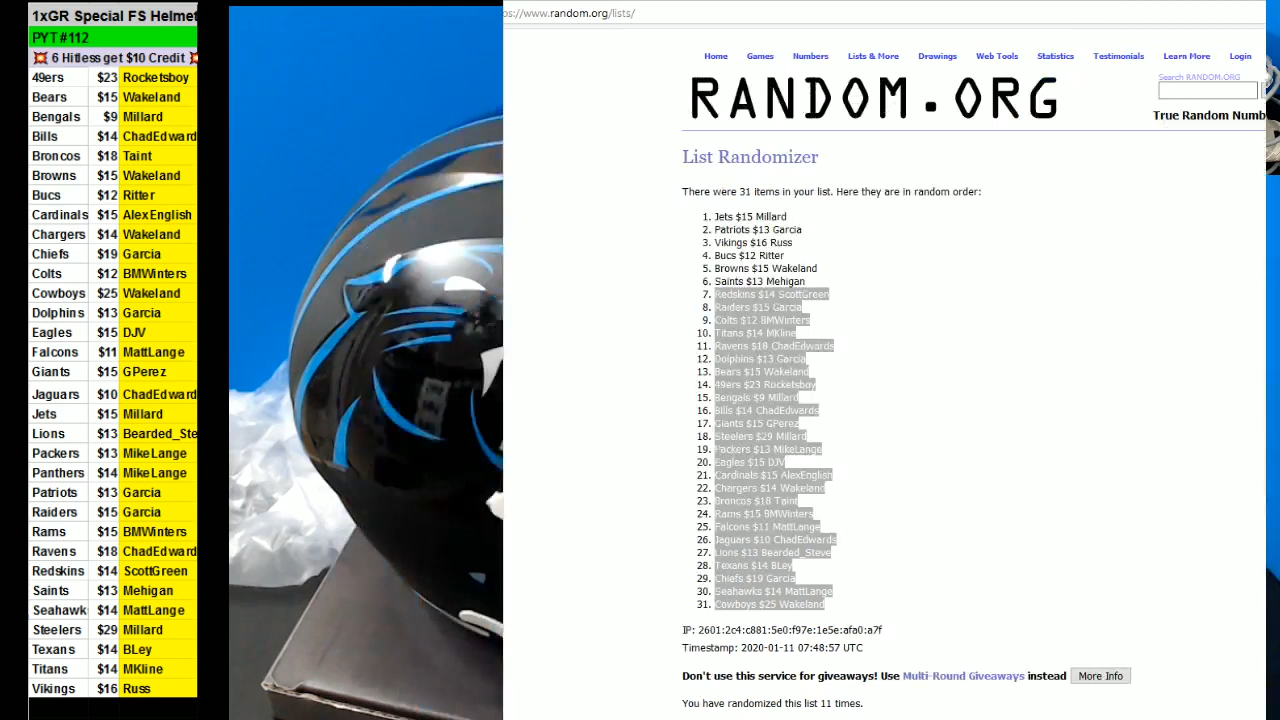 1xGR Special FS Helmet
PYT #112
💥 6 Hitless get $10 Credit 💥
49ers $23 Rocketsboy
Bears $15 Wakeland
Bengals $9 Millard
Bills $14 ChadEdward
Broncos $18 Taint
Browns $15 Wakeland
Bucs $12 Ritter
Cardinals $15 AlexEnglish
Chargers $14 Wakeland
Chiefs $19 Garcia
Colts $12 BMWinters
Cowboys $25 Wakeland
Dolphins $13 Garcia
Eagles $15 DJV
Falcons $11 MattLange
Giants $15 GPerez
Jaguars $10 ChadEdward
Jets $15 Millard
Lions $13 Bearded_Ste
Packers $13 MikeLange
Panthers $14 MikeLange
Patriots $13 Garcia
Raiders $15 Garcia
Rams $15 BMWinters
Ravens $18 ChadEdward
Redskins $14 ScottGreen
Saints $13 Mehigan
Seahawk $14 MattLange
Steelers $29 Millard
Texans $14 BLey
Titans $14 MKline
Vikings $16 Russ
ps://www.random.org/lists/
Home Games Numbers Lists & More Drawings Web Tools Statistics Testimonials Learn More Login
RANDOM.ORG
Search RANDOM.ORG
True Random Numb
List Randomizer
There were 31 items in your list. Here they are in random order:
1. Jets $15 Millard
2. Patriots $13 Garcia
3. Vikings $16 Russ
4. Bucs $12 Ritter
5. Browns $15 Wakeland
6. Saints $13 Mehigan
7. Redskins $14 ScottGreen
8. Raiders $15 Garcia
9. Colts $12 BMWinters
10. Titans $14 MKline
11. Ravens $18 ChadEdwards
12. Dolphins $13 Garcia
13. Bears $15 Wakeland
14. 49ers $23 Rocketsboy
15. Bengals $9 Millard
16. Bills $14 ChadEdwards
17. Giants $15 GPerez
18. Steelers $29 Millard
19. Packers $13 MikeLange
20. Eagles $15 DJV
21. Cardinals $15 AlexEnglish
22. Chargers $14 Wakeland
23. Broncos $18 Taint
24. Rams $15 BMWinters
25. Falcons $11 MattLange
26. Jaguars $10 ChadEdwards
27. Lions $13 Bearded_Steve
28. Texans $14 BLey
29. Chiefs $19 Garcia
30. Seahawks $14 MattLange
31. Cowboys $25 Wakeland
IP: 2601:2c4:c881:5e0:f97e:1e5e:afa0:a7f
Timestamp: 2020-01-11 07:48:57 UTC
Don't use this service for giveaways! Use Multi-Round Giveaways instead More Info
You have randomized this list 11 times.